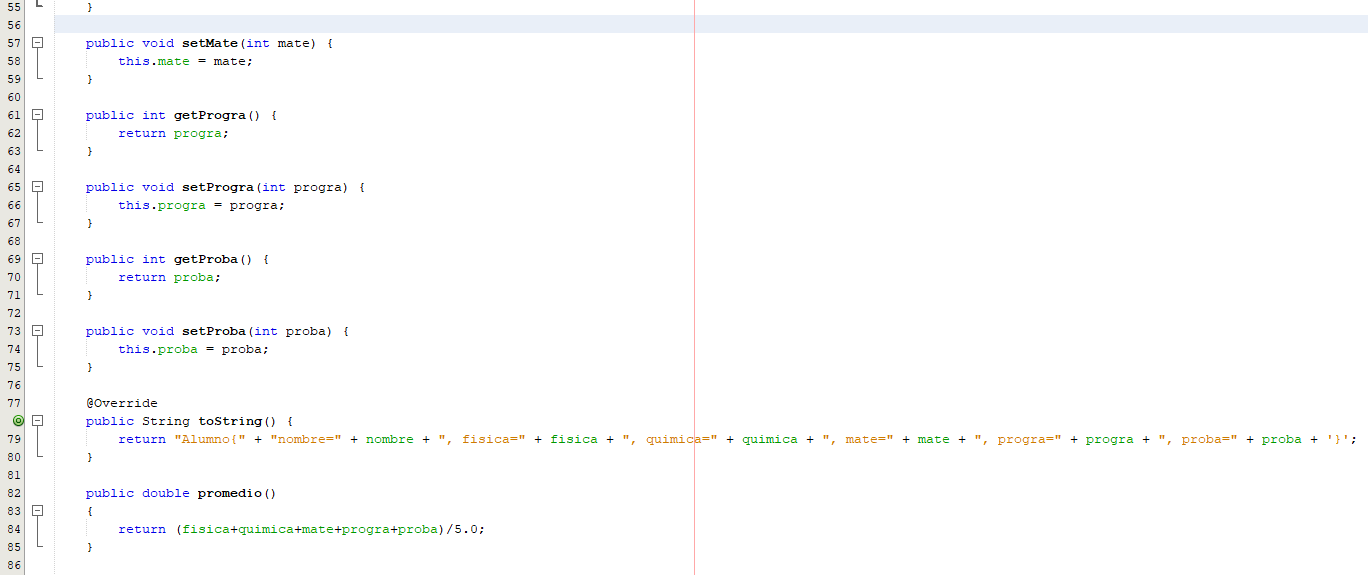 55 }
56
57 public void setMate(int mate) {
58 this.mate = mate;
59 }
60
61 public int getProgra() {
62 return progra;
63 }
64
65 public void setProgra(int progra) {
66 this.progra = progra;
67 }
68
69 public int getProba() {
70 return proba;
71 }
72
73 public void setProba(int proba) {
74 this.proba = proba;
75 }
76
77 @Override
public String toString() {
79 return "Alumno{" + "nombre=" + nombre + ", fisica=" + fisica + ", quimica=" + quimica + ", mate=" + mate + ", progra=" + progra + ", proba=" + proba + '}';
80 }
81
82 public double promedio()
83 {
84 return (fisica+quimica+mate+progra+proba)/5.0;
85 }
86